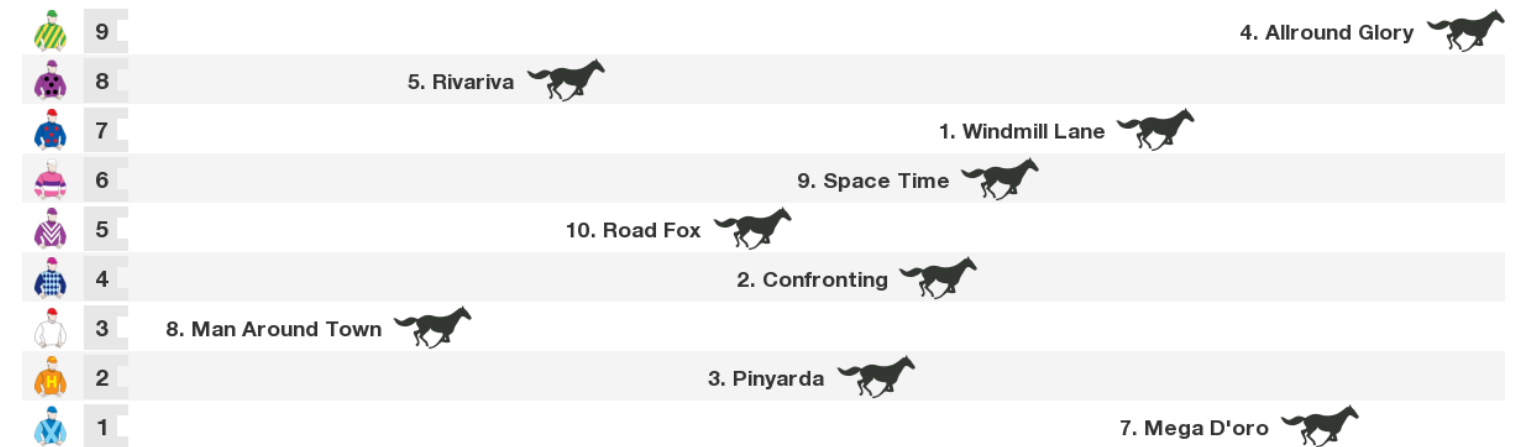 9 4. Allround Glory
8 5. Rivariva
7 1. Windmill Lane
6 9. Space Time
5 10. Road Fox
4 2. Confronting
3 8. Man Around Town
2 H 3. Pinyarda
1 7. Mega D'oro